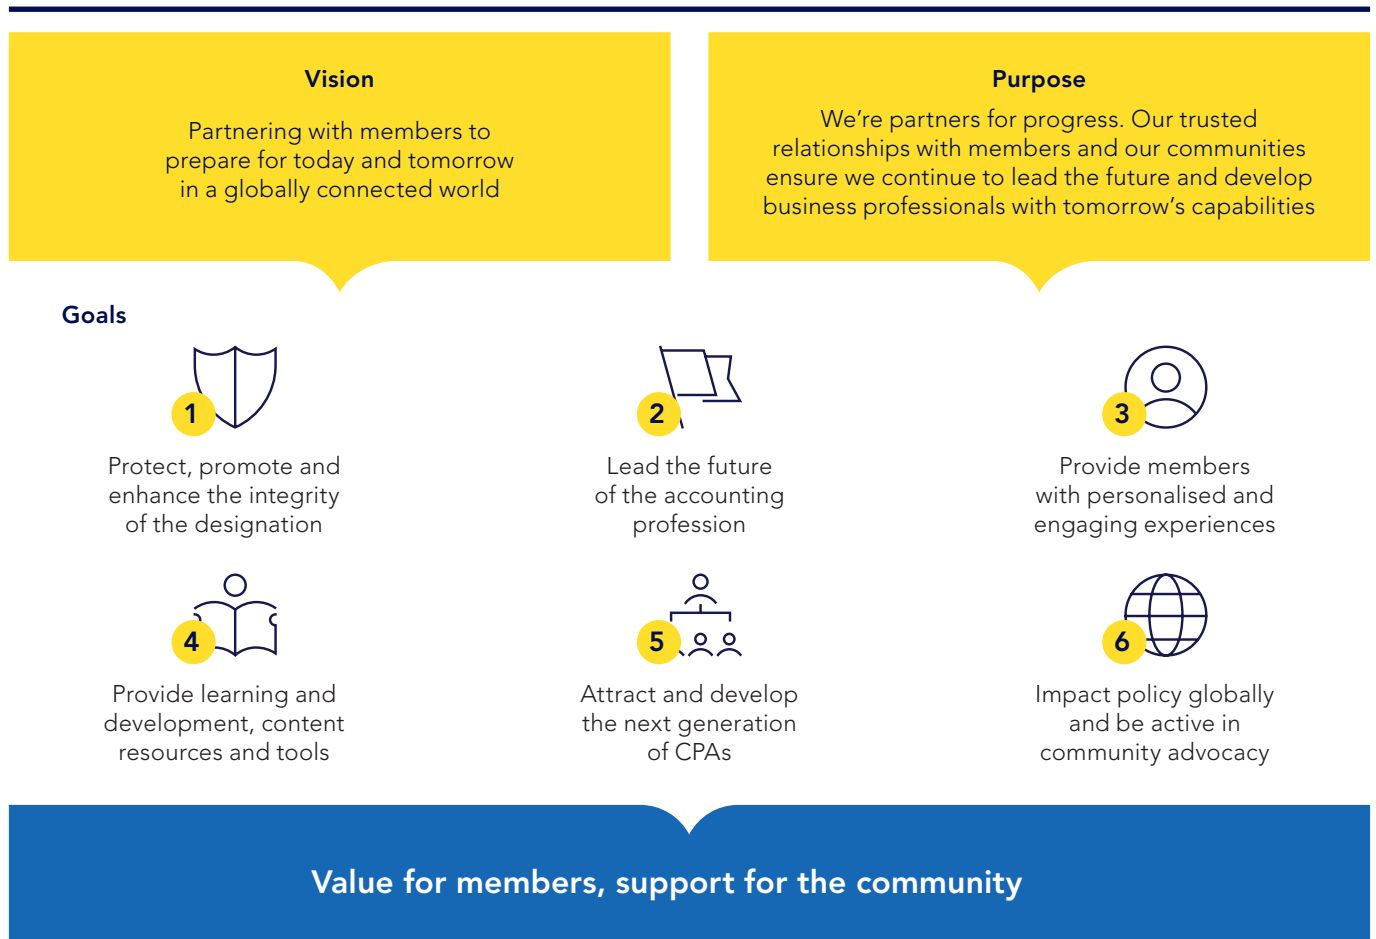 Vision
Partnering with members to
prepare for today and tomorrow
in a globally connected world
Purpose
We’re partners for progress. Our trusted
relationships with members and our communities
ensure we continue to lead the future and develop
business professionals with tomorrow’s capabilities
Goals
1
Protect, promote and
enhance the integrity
of the designation
2
Lead the future
of the accounting
profession
3
Provide members
with personalised and
engaging experiences
4
Provide learning and
development, content
resources and tools
5
Attract and develop
the next generation
of CPAs
6
Impact policy globally
and be active in
community advocacy
Value for members, support for the community